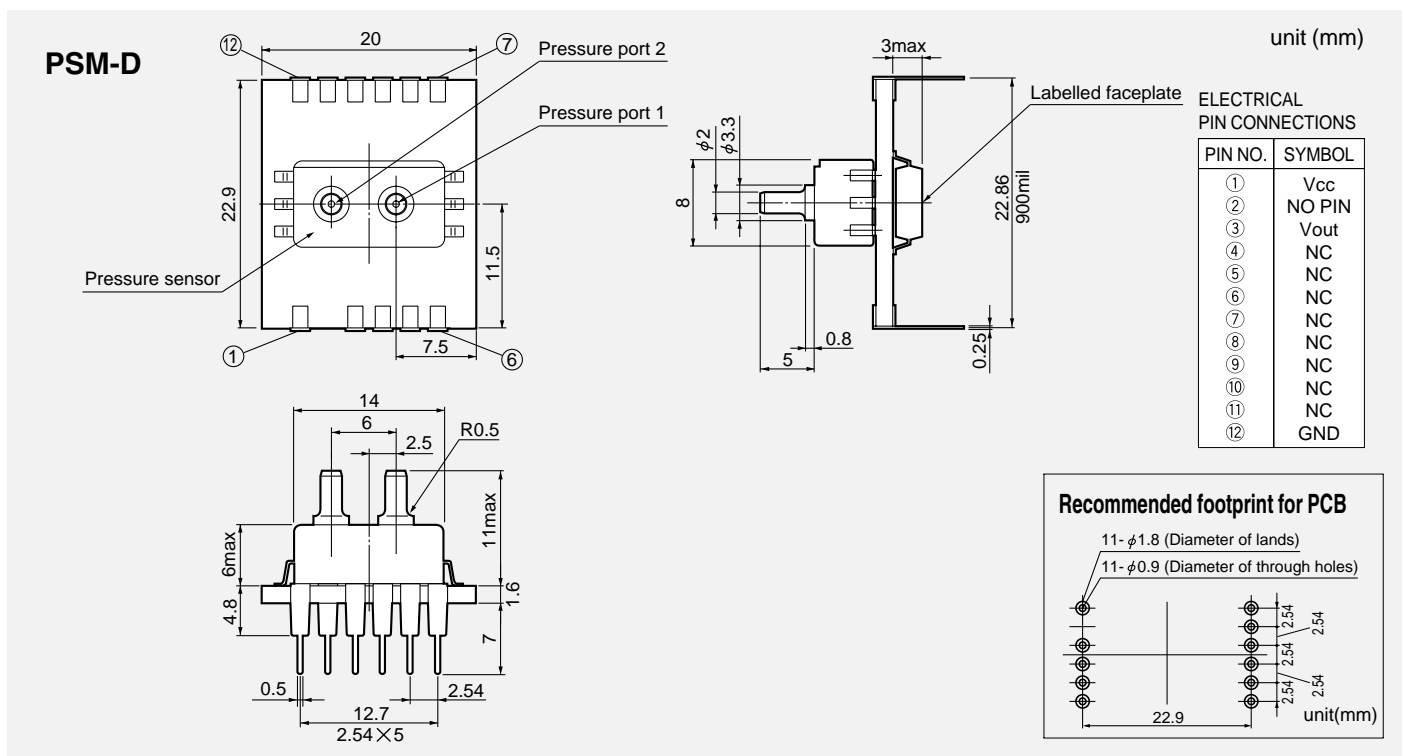 PSM-D
unit (mm)
⑫
20
⑦
Pressure port 2
Pressure port 1
22.9
11.5
Pressure sensor
①
7.5
⑥
3max
Labelled faceplate
φ2
φ3.3
8
22.86
900mil
0.8
5
0.25
ELECTRICAL
PIN CONNECTIONS
PIN NO. SYMBOL
① Vcc
② NO PIN
③ Vout
④ NC
⑤ NC
⑥ NC
⑦ NC
⑧ NC
⑨ NC
⑩ NC
⑪ NC
⑫ GND
14
6
R0.5
2.5
11max
6max
1.6
4.8
7
0.5
2.54
12.7
2.54×5
Recommended footprint for PCB
11-φ1.8 (Diameter of lands)
11-φ0.9 (Diameter of through holes)
2.54
2.54
2.54
2.54
2.54
22.9
unit(mm)